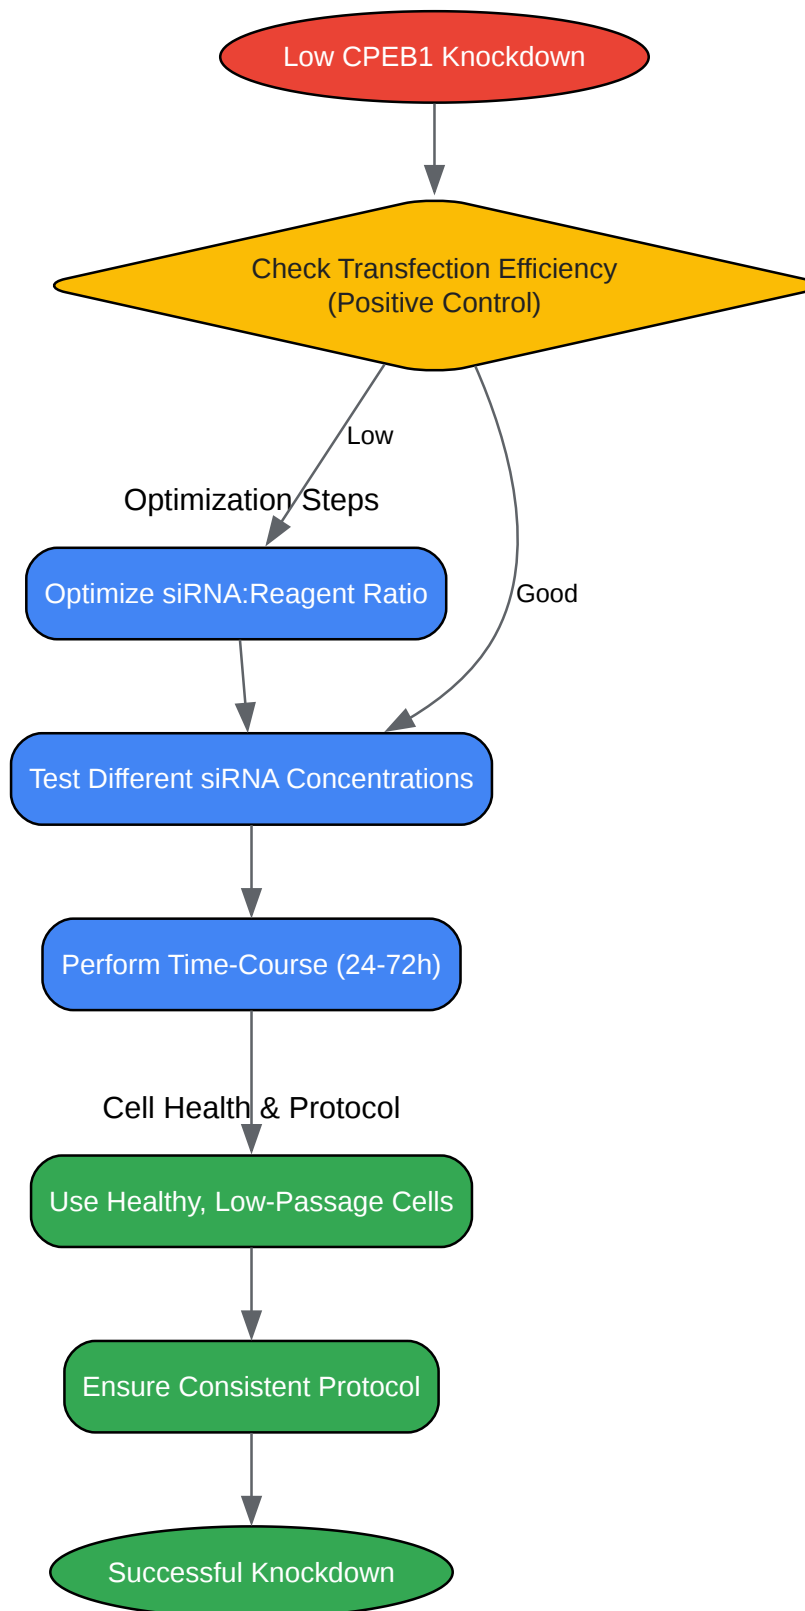 Low CPEB1 Knockdown
Check Transfection Efficiency
(Positive Control)
Low
Optimization Steps
Optimize siRNA:Reagent Ratio
Good
Test Different siRNA Concentrations
Perform Time-Course (24-72h)
Cell Health & Protocol
Use Healthy, Low-Passage Cells
Ensure Consistent Protocol
Successful Knockdown